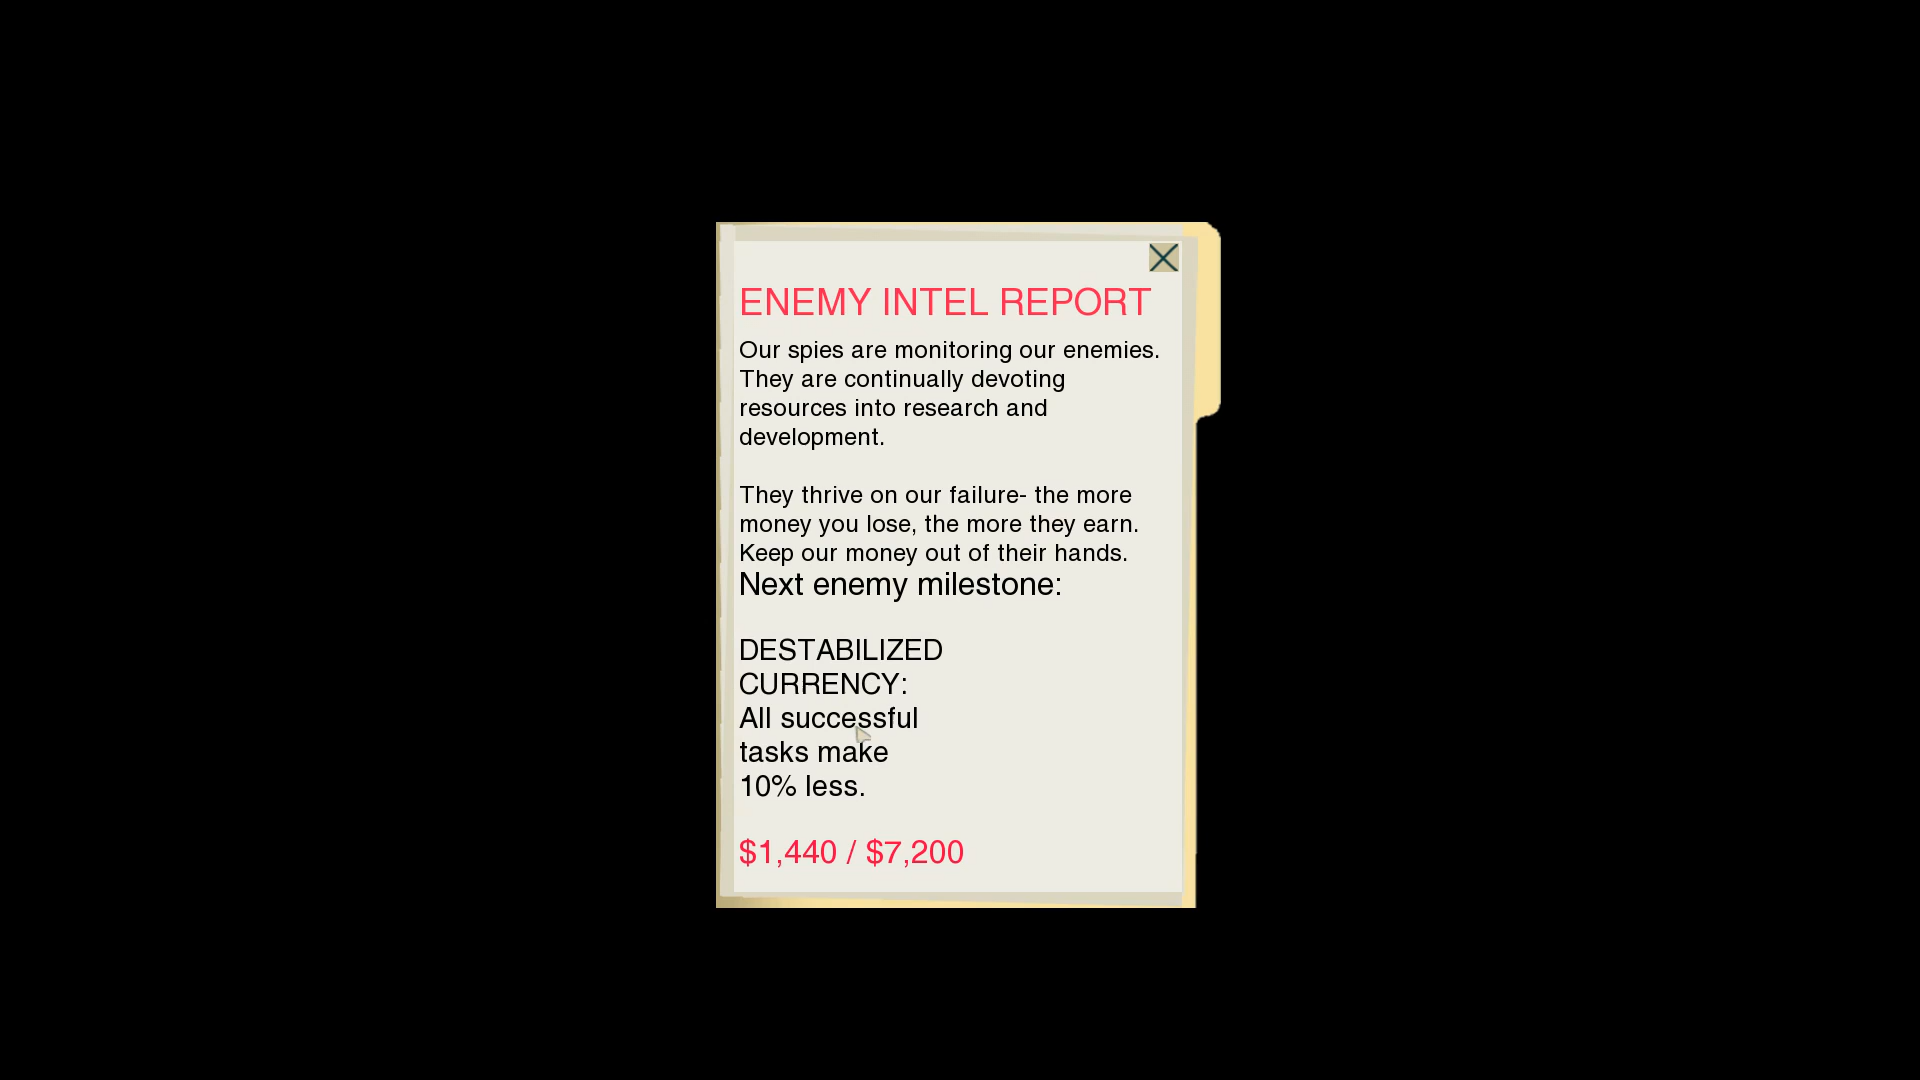 ENEMY INTEL REPORT
Our spies are monitoring our enemies.
They are continually devoting
resources into research and
development.
They thrive on our failure- the more
money you lose, the more they earn.
Keep our money out of their hands.
Next enemy milestone:
DESTABILIZED
CURRENCY:
All successful
tasks make
10% less.
$1,440 / $7,200